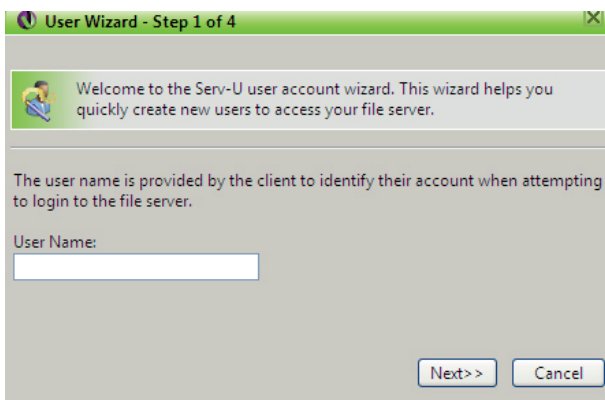 User Wizard - Step 1 of 4
Welcome to the Serv-U user account wizard. This wizard helps you
quickly create new users to access your file server.
The user name is provided by the client to identify their account when attempting
to login to the file server.
User Name:
Next>>
Cancel